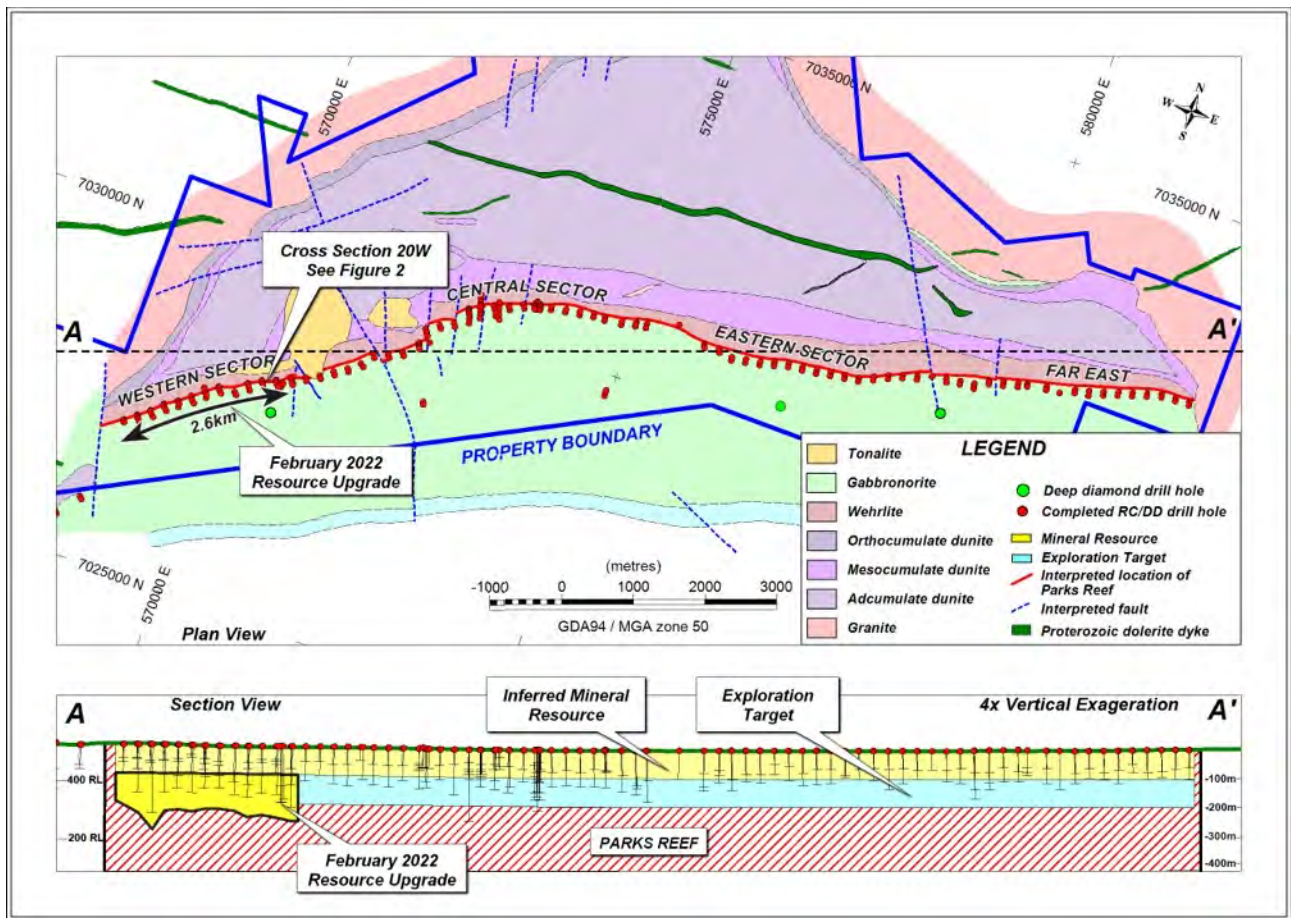 570000 E
575000 E
7035000 N
580000 E
W
N
E
S
7030000 N
7035000 N
Cross Section 20W
See Figure 2
CENTRAL SECTOR
A
A'
WESTERN SECTOR
EASTERN SECTOR
FAR EAST
2.6km
PROPERTY BOUNDARY
February 2022
Resource Upgrade
LEGEND
Tonalite
Gabbronorite
Wehrlite
Orthocumulate dunite
Mesocumulate dunite
Adcumulate dunite
Granite
Deep diamond drill hole
Completed RC/DD drill hole
Mineral Resource
Exploration Target
Interpreted location of
Parks Reef
Interpreted fault
Proterozoic dolerite dyke
7025000 N
570000 E
(metres)
-1000 0 1000 2000 3000
GDA94 / MGA zone 50
Plan View
A
Section View
Inferred Mineral
Resource
Exploration
Target
4x Vertical Exageration
A'
400 RL
200 RL
-100m
-200m
-300m
-400m
PARKS REEF
February 2022
Resource Upgrade